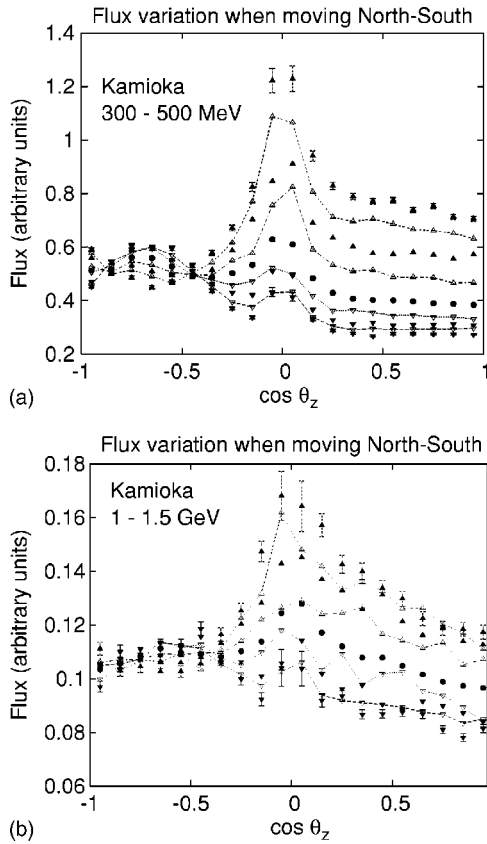 Flux variation when moving North-South
Kamioka
300 - 500 MeV
Flux (arbitrary units)
1.4
1.2
1
0.8
0.6
0.4
0.2
-1
-0.5
0
0.5
1
cos θz
(a)
Flux variation when moving North-South
Kamioka
1 - 1.5 GeV
Flux (arbitrary units)
0.18
0.16
0.14
0.12
0.1
0.08
0.06
-1
-0.5
0
0.5
cos θz
(b)